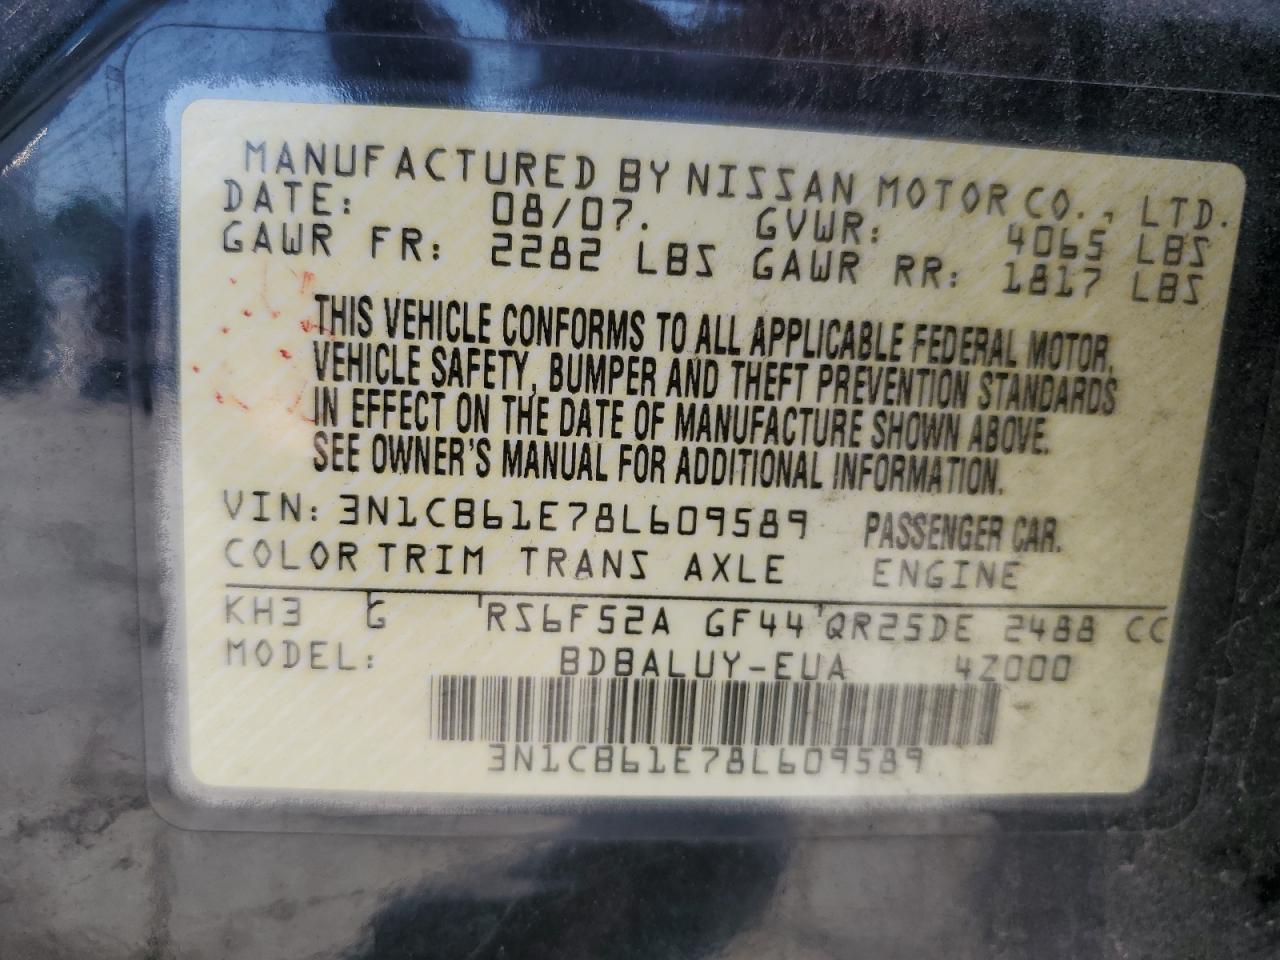 MANUFACTURED BY NISSAN MOTOR CO., LTD.
DATE: 08/07. GVWR: 4065 LBS
GAWR FR: 2282 LBS GAWR RR: 1817 LBS
THIS VEHICLE CONFORMS TO ALL APPLICABLE FEDERAL MOTOR,
VEHICLE SAFETY, BUMPER AND THEFT PREVENTION STANDARDS
IN EFFECT ON THE DATE OF MANUFACTURE SHOWN ABOVE.
SEE OWNER'S MANUAL FOR ADDITIONAL INFORMATION.
VIN: 3N1CB61E78L609589 PASSENGER CAR.
COLOR TRIM TRANS AXLE ENGINE
KH3 G RS6F52A GF44 QR25DE 2488 CC
MODEL: BDBALUY-EUA 4Z000
3N1CB61E78L609589